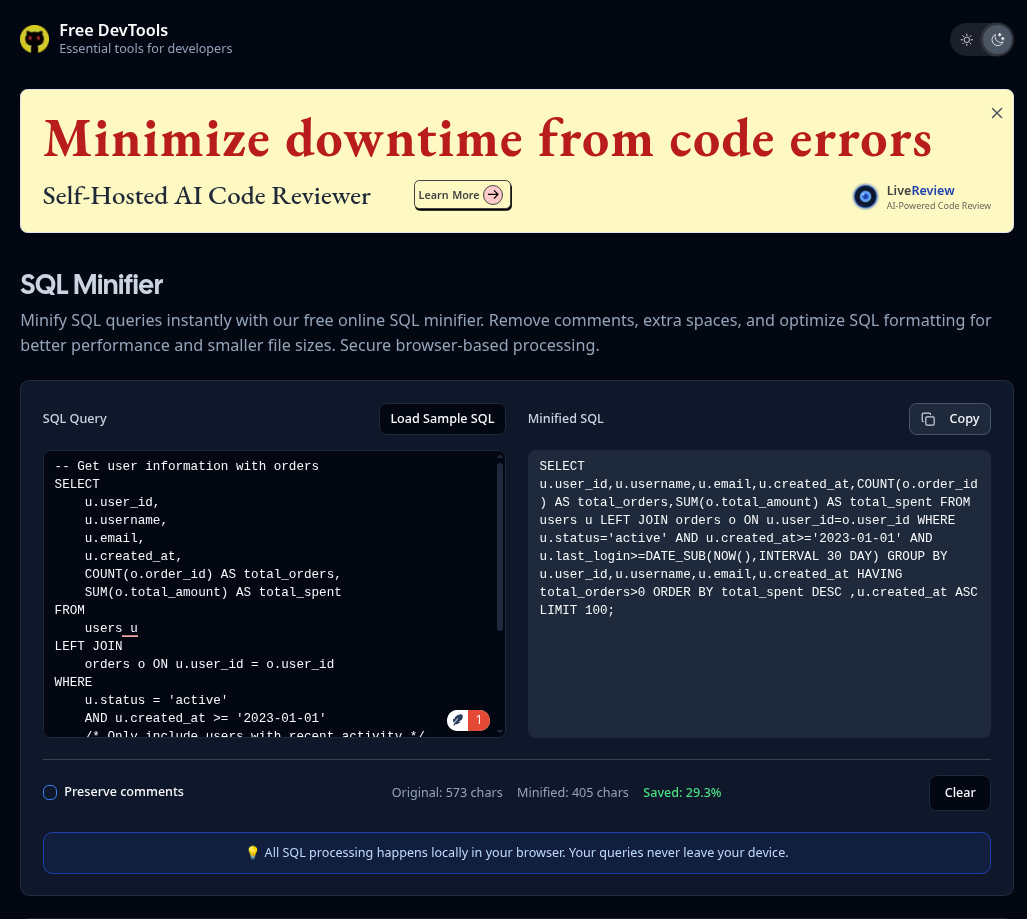 Free DevTools
Essential tools for developers
Minimize downtime from code errors
Self-Hosted AI Code Reviewer
Learn More
LiveReview
AI-Powered Code Review
SQL Minifier
Minify SQL queries instantly with our free online SQL minifier. Remove comments, extra spaces, and optimize SQL formatting for
better performance and smaller file sizes. Secure browser-based processing.
SQL Query
Load Sample SQL
-- Get user information with orders
SELECT
    u.user_id,
    u.username,
    u.email,
    u.created_at,
    COUNT(o.order_id) AS total_orders,
    SUM(o.total_amount) AS total_spent
FROM
    users u
LEFT JOIN
    orders o ON u.user_id = o.user_id
WHERE
    u.status = 'active'
    AND u.created_at >= '2023-01-01'
    /* Only include users with recent activity */
1
Minified SQL
Copy
SELECT
u.user_id,u.username,u.email,u.created_at,COUNT(o.order_id
) AS total_orders,SUM(o.total_amount) AS total_spent FROM
users u LEFT JOIN orders o ON u.user_id=o.user_id WHERE
u.status='active' AND u.created_at>='2023-01-01' AND
u.last_login>=DATE_SUB(NOW(),INTERVAL 30 DAY) GROUP BY
u.user_id,u.username,u.email,u.created_at HAVING
total_orders>0 ORDER BY total_spent DESC ,u.created_at ASC
LIMIT 100;
Preserve comments
Original: 573 chars Minified: 405 chars Saved: 29.3%
Clear
💡 All SQL processing happens locally in your browser. Your queries never leave your device.